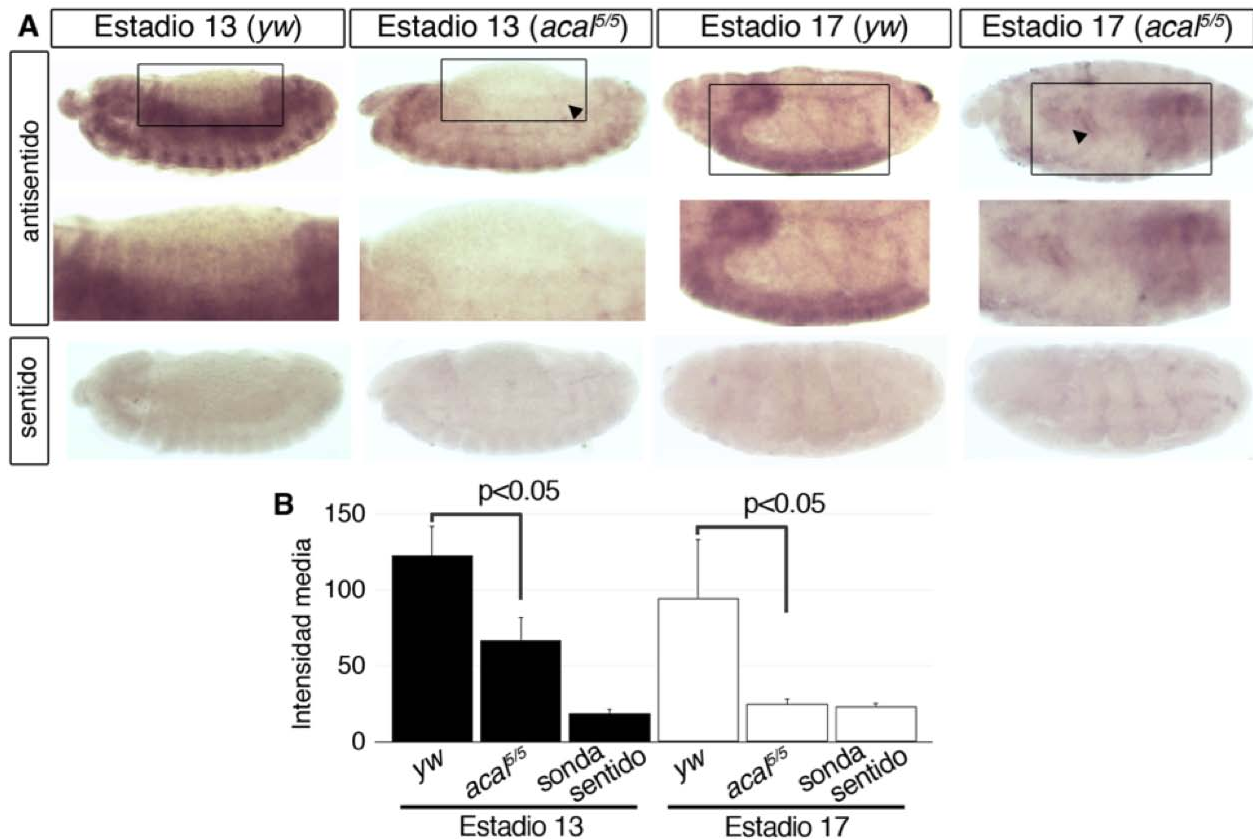 A
Estadio 13 (yw)
Estadio 13 (acal5/5)
Estadio 17 (yw)
Estadio 17 (acal5/5)
antisentido
sentido
B
p<0.05
p<0.05
Intensidad media
150
100
50
0
yw
acal5/5
sonda
sentido
yw
acal5/5
sonda
sentido
Estadio 13
Estadio 17